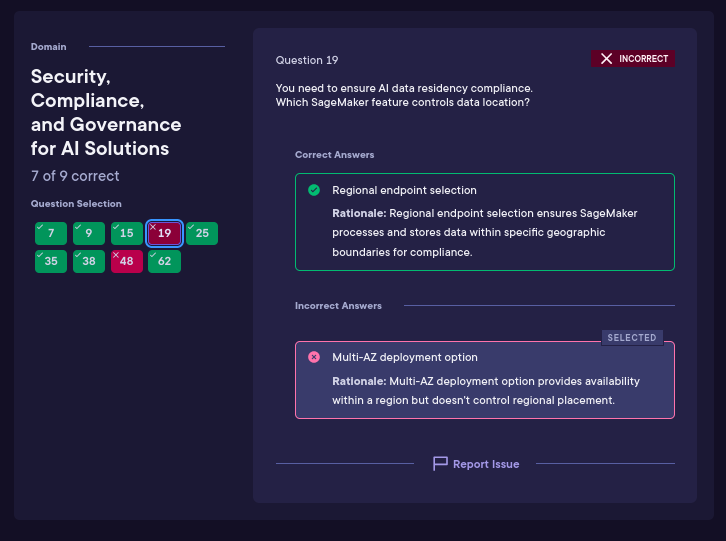 Domain
Security,
Compliance,
and Governance
for AI Solutions
7 of 9 correct
Question Selection
7 9 15 19 25
35 38 48 62
Question 19
INCORRECT
You need to ensure AI data residency compliance.
Which SageMaker feature controls data location?
Correct Answers
Regional endpoint selection
Rationale: Regional endpoint selection ensures SageMaker
processes and stores data within specific geographic
boundaries for compliance.
Incorrect Answers
SELECTED
Multi-AZ deployment option
Rationale: Multi-AZ deployment option provides availability
within a region but doesn't control regional placement.
Report Issue